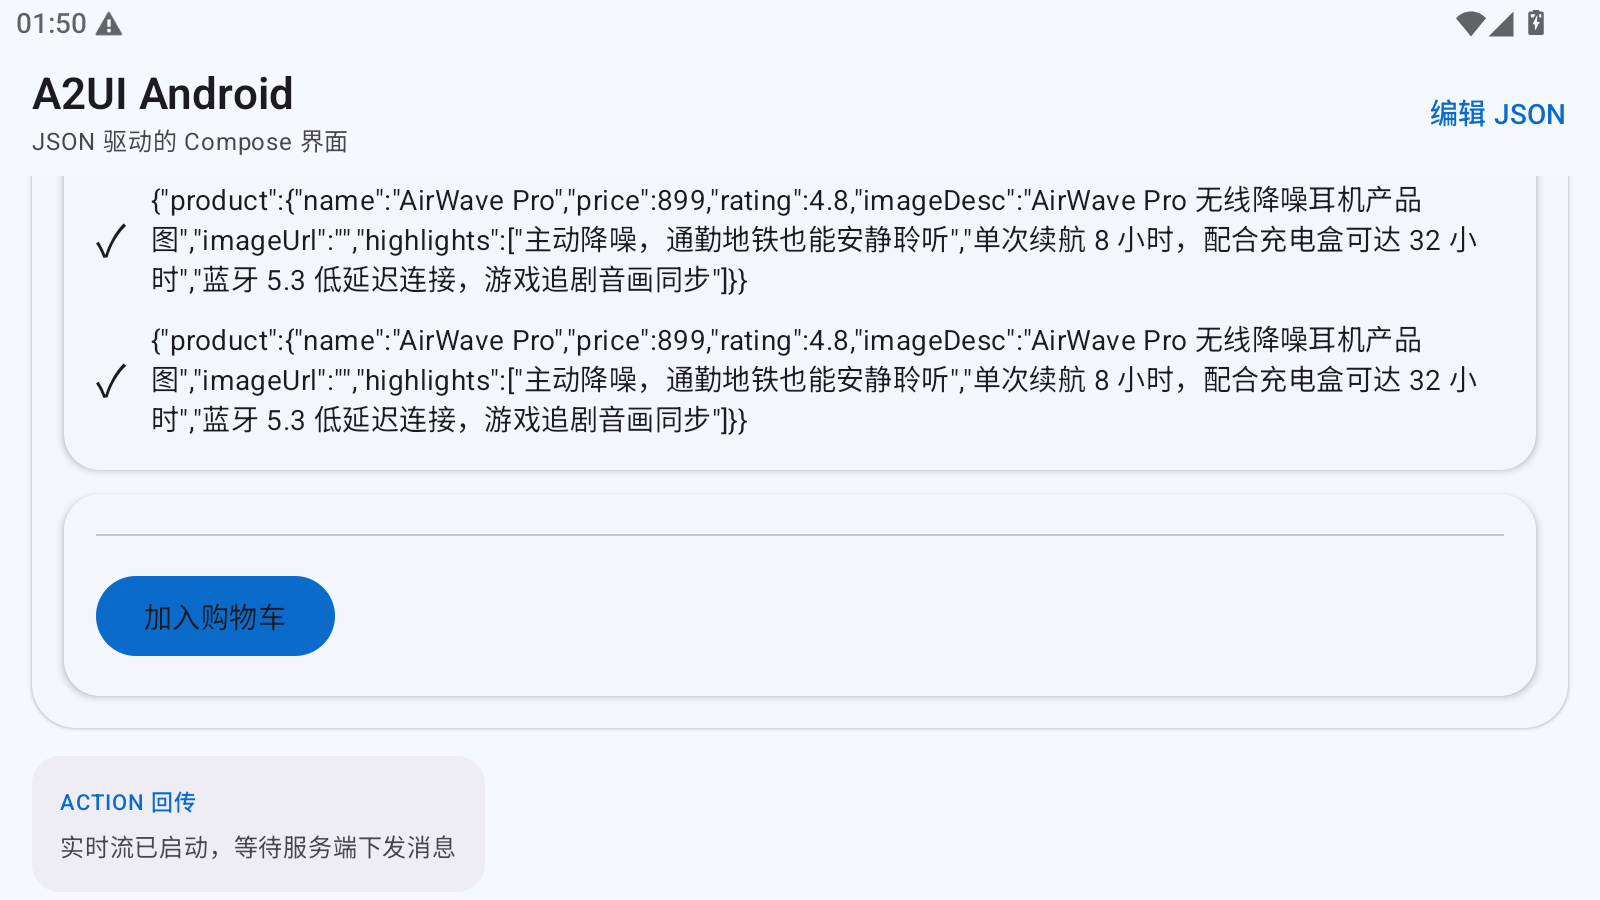 01:50
A2UI Android
JSON 驱动的 Compose 界面
编辑 JSON
{"product":{"name":"AirWave Pro","price":899,"rating":4.8,"imageDesc":"AirWave Pro 无线降噪耳机产品
图","imageUrl":"","highlights":["主动降噪，通勤地铁也能安静聆听","单次续航 8 小时，配合充电盒可达 32 小
时","蓝牙 5.3 低延迟连接，游戏追剧音画同步"]}}
{"product":{"name":"AirWave Pro","price":899,"rating":4.8,"imageDesc":"AirWave Pro 无线降噪耳机产品
图","imageUrl":"","highlights":["主动降噪，通勤地铁也能安静聆听","单次续航 8 小时，配合充电盒可达 32 小
时","蓝牙 5.3 低延迟连接，游戏追剧音画同步"]}}
加入购物车
ACTION 回传
实时流已启动，等待服务端下发消息